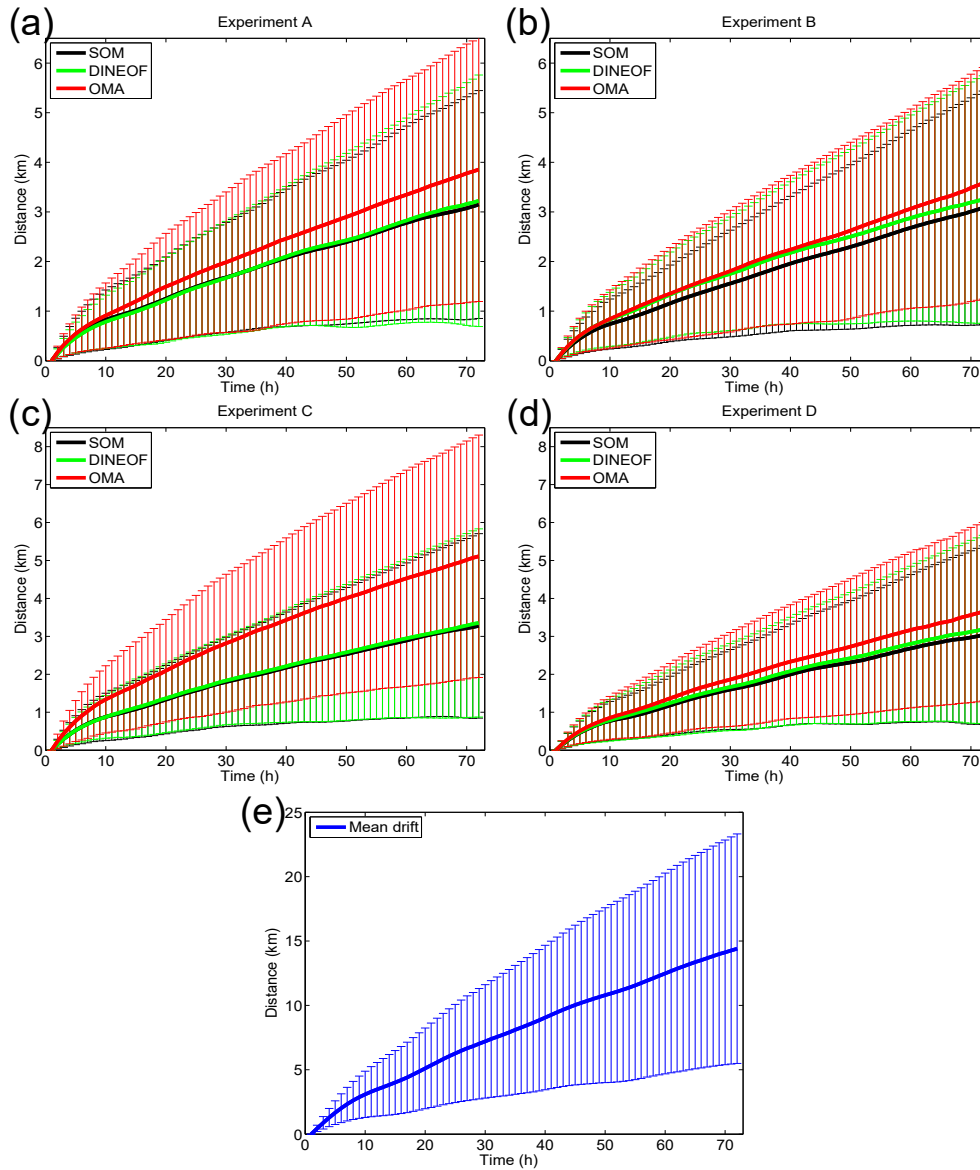 (a)
Experiment A
SOM
DINEOF
OMA
Distance (km)
6
5
4
3
2
1
0
0 10 20 30 40 50 60 70
Time (h)
(b)
Experiment B
SOM
DINEOF
OMA
Distance (km)
6
5
4
3
2
1
0
0 10 20 30 40 50 60 70
Time (h)
(c)
Experiment C
SOM
DINEOF
OMA
Distance (km)
8
7
6
5
4
3
2
1
0
0 10 20 30 40 50 60 70
Time (h)
(d)
Experiment D
SOM
DINEOF
OMA
Distance (km)
8
7
6
5
4
3
2
1
0
0 10 20 30 40 50 60 70
Time (h)
(e)
Mean drift
Distance (km)
25
20
15
10
5
0
0 10 20 30 40 50 60 70
Time (h)